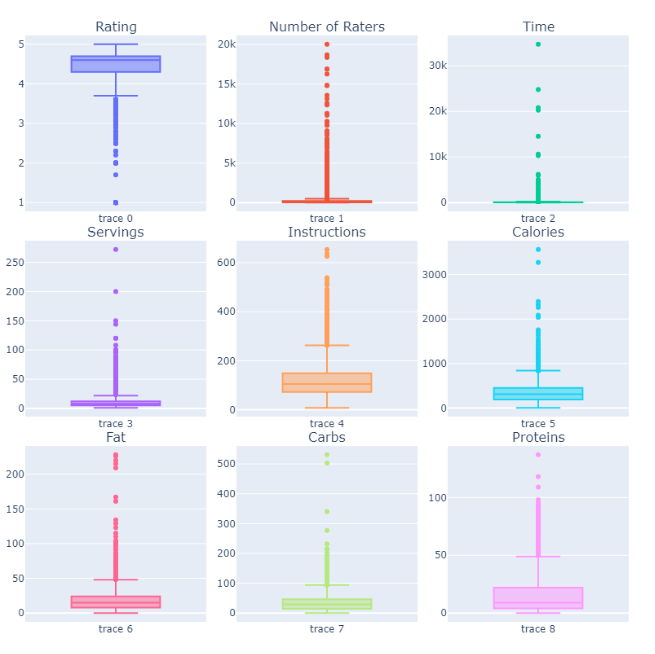 Rating
Number of Raters
Time
5
4
3
2
1
20k
15k
10k
5k
0
30k
20k
10k
0
trace 0
trace 1
trace 2
Servings
Instructions
Calories
250
200
150
100
50
0
600
400
200
0
3000
2000
1000
0
trace 3
trace 4
trace 5
Fat
Carbs
Proteins
200
150
100
50
0
500
400
300
200
100
0
100
50
0
trace 6
trace 7
trace 8